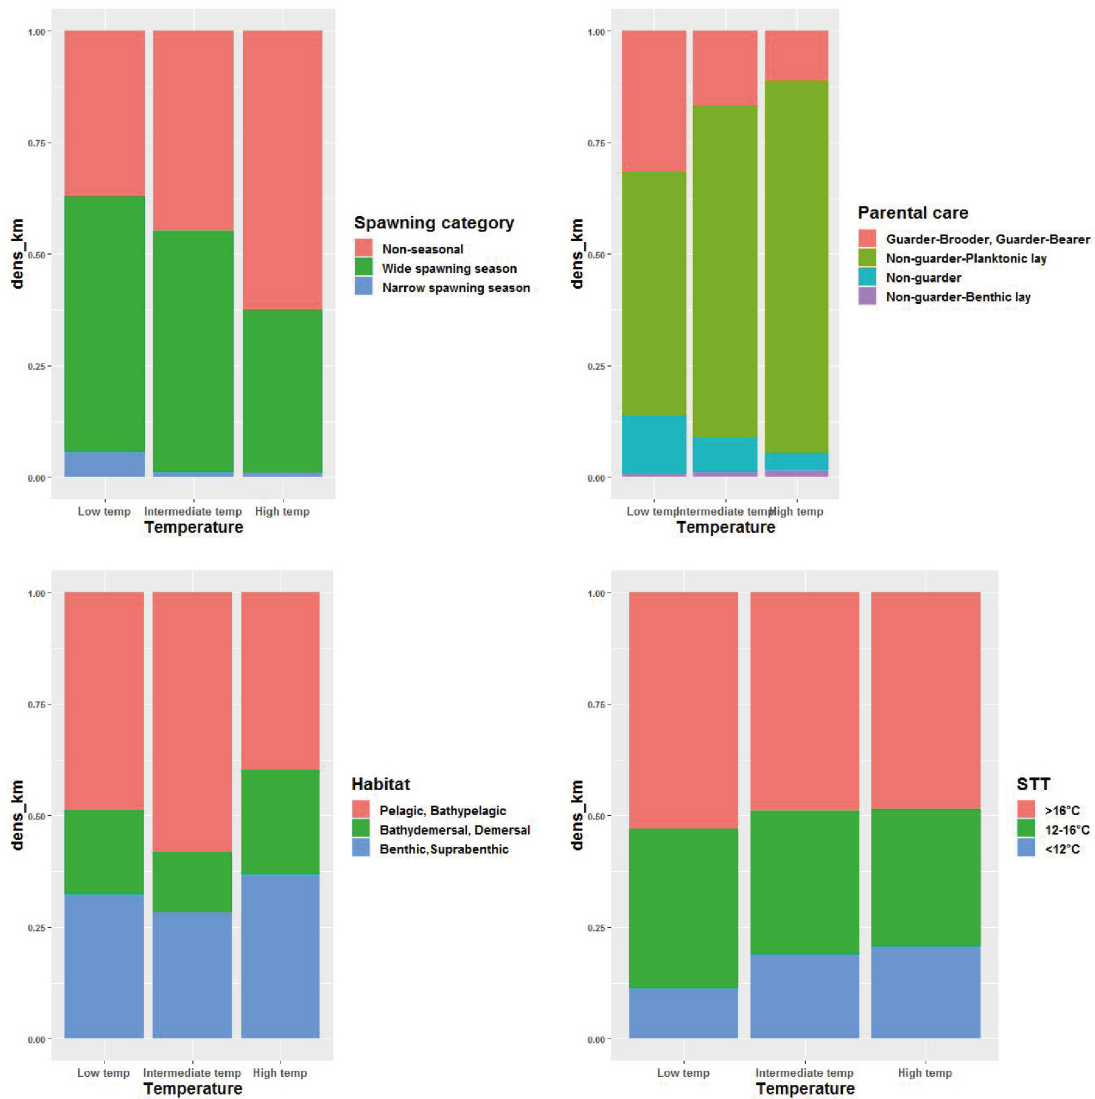 1.00
0.75
0.50
0.25
0.00
dens_km
Low temp Intermediate temp High temp
Temperature
Spawning category
Non-seasonal
Wide spawning season
Narrow spawning season
1.00
0.75
0.50
0.25
0.00
dens_km
Low temp Intermediate temp High temp
Temperature
Parental care
Guarder-Brooder, Guarder-Bearer
Non-guarder-Planktonic lay
Non-guarder
Non-guarder-Benthic lay
1.00
0.75
0.50
0.25
0.00
dens_km
Low temp Intermediate temp High temp
Temperature
Habitat
Pelagic, Bathypelagic
Bathydemersal, Demersal
Benthic,Suprabenthic
1.00
0.75
0.50
0.25
0.00
dens_km
Low temp Intermediate temp High temp
Temperature
STT
>16°C
12-16°C
<12°C